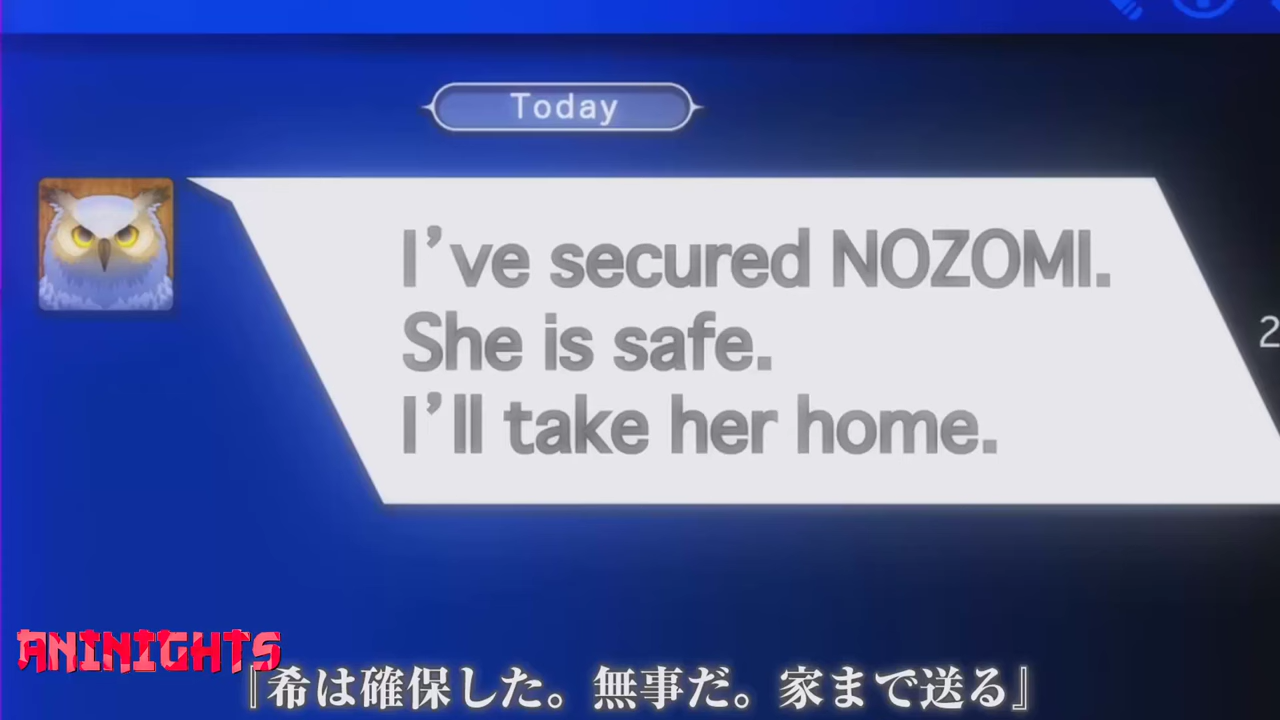 Today
I've secured NOZOMI.
She is safe.
I'll take her home.
2
ANINIGHTS
『希は確保した。無事だ。家まで送る』